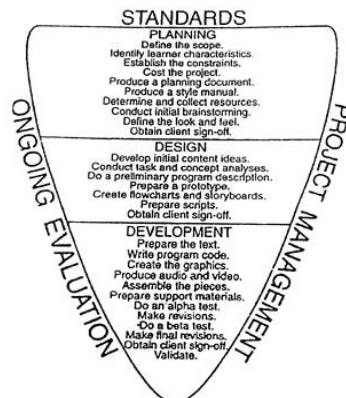 STANDARDS
PLANNING
Define the scope.
Identify learner characteristics.
Establish the constraints.
Cost the project.
Produce a planning document.
Produce a style manual.
Determine and collect resources.
Conduct initial brainstorming.
Define the look and feel.
Obtain client sign-off.
DESIGN
Develop initial content ideas.
Conduct task and concept analyses.
Do a preliminary program description.
Prepare a prototype.
Create flowcharts and storyboards.
Prepare scripts.
Obtain client sign-off.
DEVELOPMENT
Prepare the text.
Write program code.
Create the graphics.
Produce audio and video.
Assemble the pieces.
Prepare support materials.
Do an alpha test.
Make revisions.
Do a beta test.
Make final revisions.
Obtain client sign-off.
Validate.
ONGOING EVALUATION
PROJECT MANAGEMENT